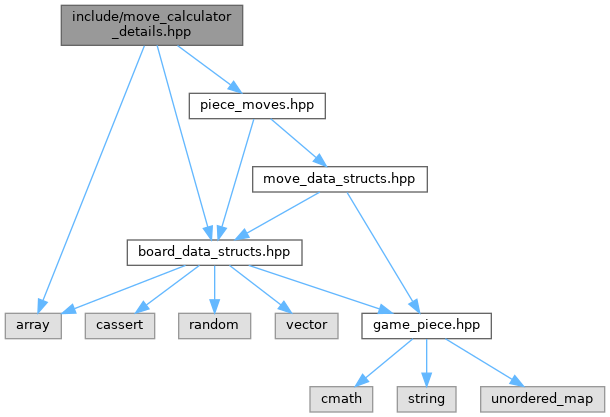 include/move_calculator
_details.hpp
piece_moves.hpp
move_data_structs.hpp
board_data_structs.hpp
array
cassert
random
vector
game_piece.hpp
cmath
string
unordered_map